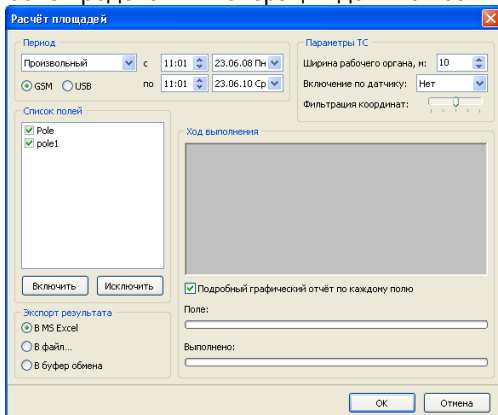 Расчёт площадей
Период
Произвольный с 11:01 23.06.08 Пн
GSM USB по 11:01 23.06.10 Ср
Параметры ТС
Ширина рабочего органа, м: 10
Включение по датчику: Нет
Фильтрация координат:
Список полей
Pole
pole1
Включить Исключить
Экспорт результата
В MS Excel
В файл...
В буфер обмена
Ход выполнения
Подробный графический отчёт по каждому полю
Поле:
Выполнено:
OK Отмена